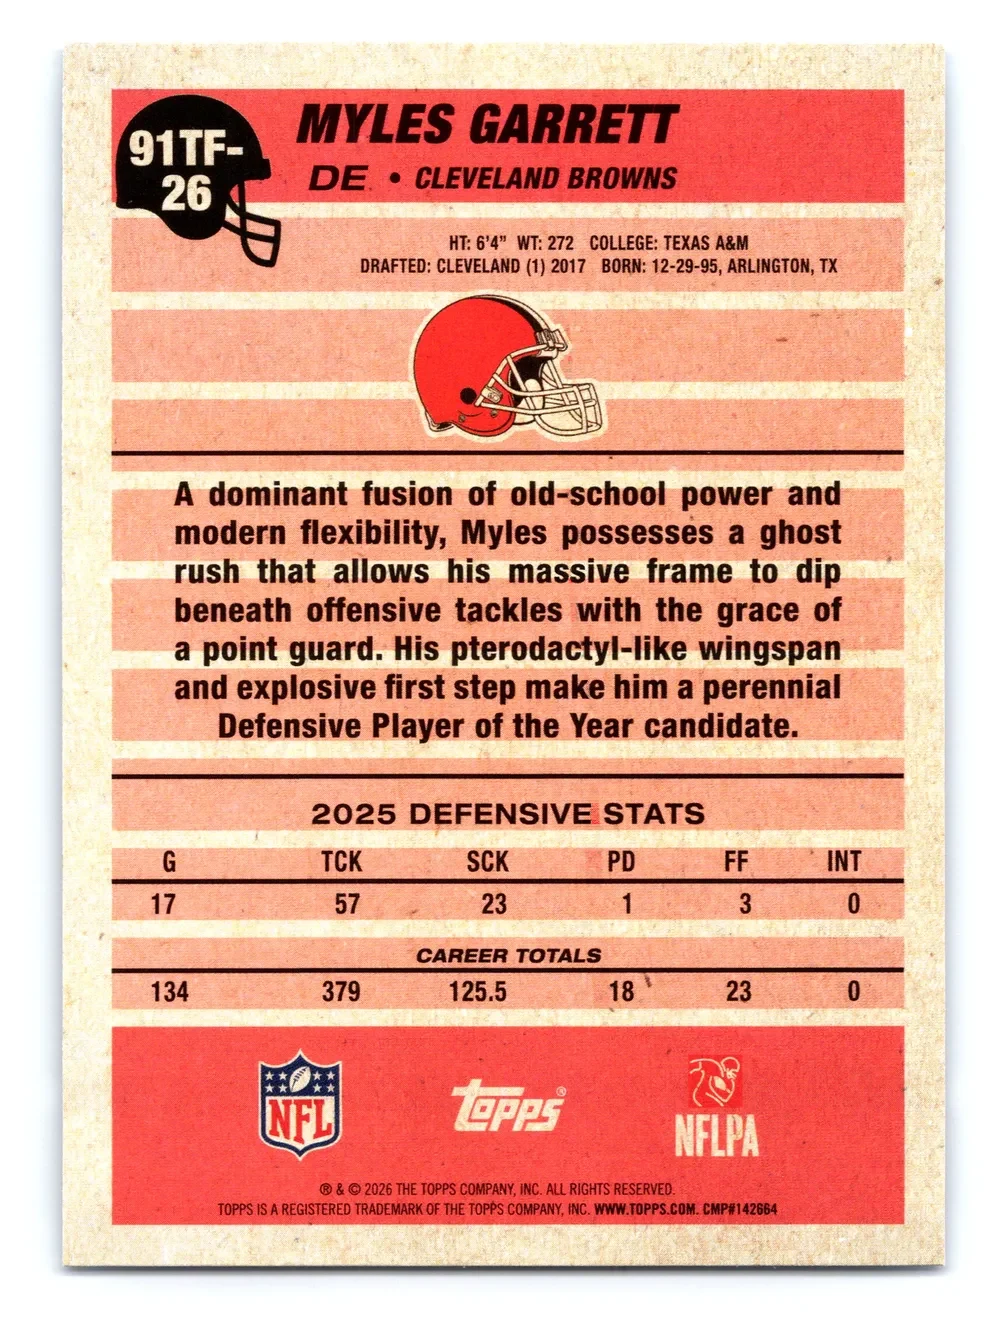 91TF-
26
MYLES GARRETT
DE • CLEVELAND BROWNS
HT: 6'4" WT: 272 COLLEGE: TEXAS A&M
DRAFTED: CLEVELAND (1) 2017 BORN: 12-29-95, ARLINGTON, TX
A dominant fusion of old-school power and
modern flexibility, Myles possesses a ghost
rush that allows his massive frame to dip
beneath offensive tackles with the grace of
a point guard. His pterodactyl-like wingspan
and explosive first step make him a perennial
Defensive Player of the Year candidate.
2025 DEFENSIVE STATS
G TCK SCK PD FF INT
17 57 23 1 3 0
CAREER TOTALS
134 379 125.5 18 23 0
NFL
Topps®
NFLPA
® & © 2026 THE TOPPS COMPANY, INC. ALL RIGHTS RESERVED.
TOPPS IS A REGISTERED TRADEMARK OF THE TOPPS COMPANY, INC. WWW.TOPPS.COM. CMP#142664